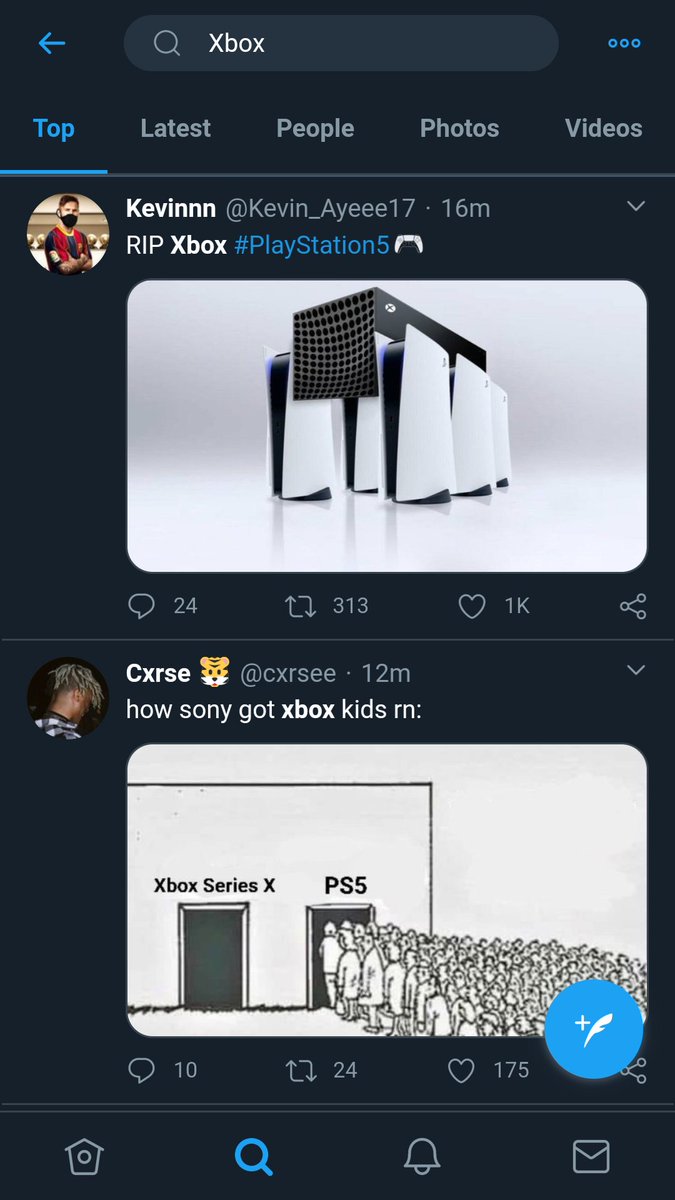 Xbox
Top Latest People Photos Videos
Kevinnn @Kevin_Ayeee17 · 16m
RIP Xbox #PlayStation5🎮
24 313 1K
Cxrse 🐯 @cxrsee · 12m
how sony got xbox kids rn:
Xbox Series X PS5
10 24 175